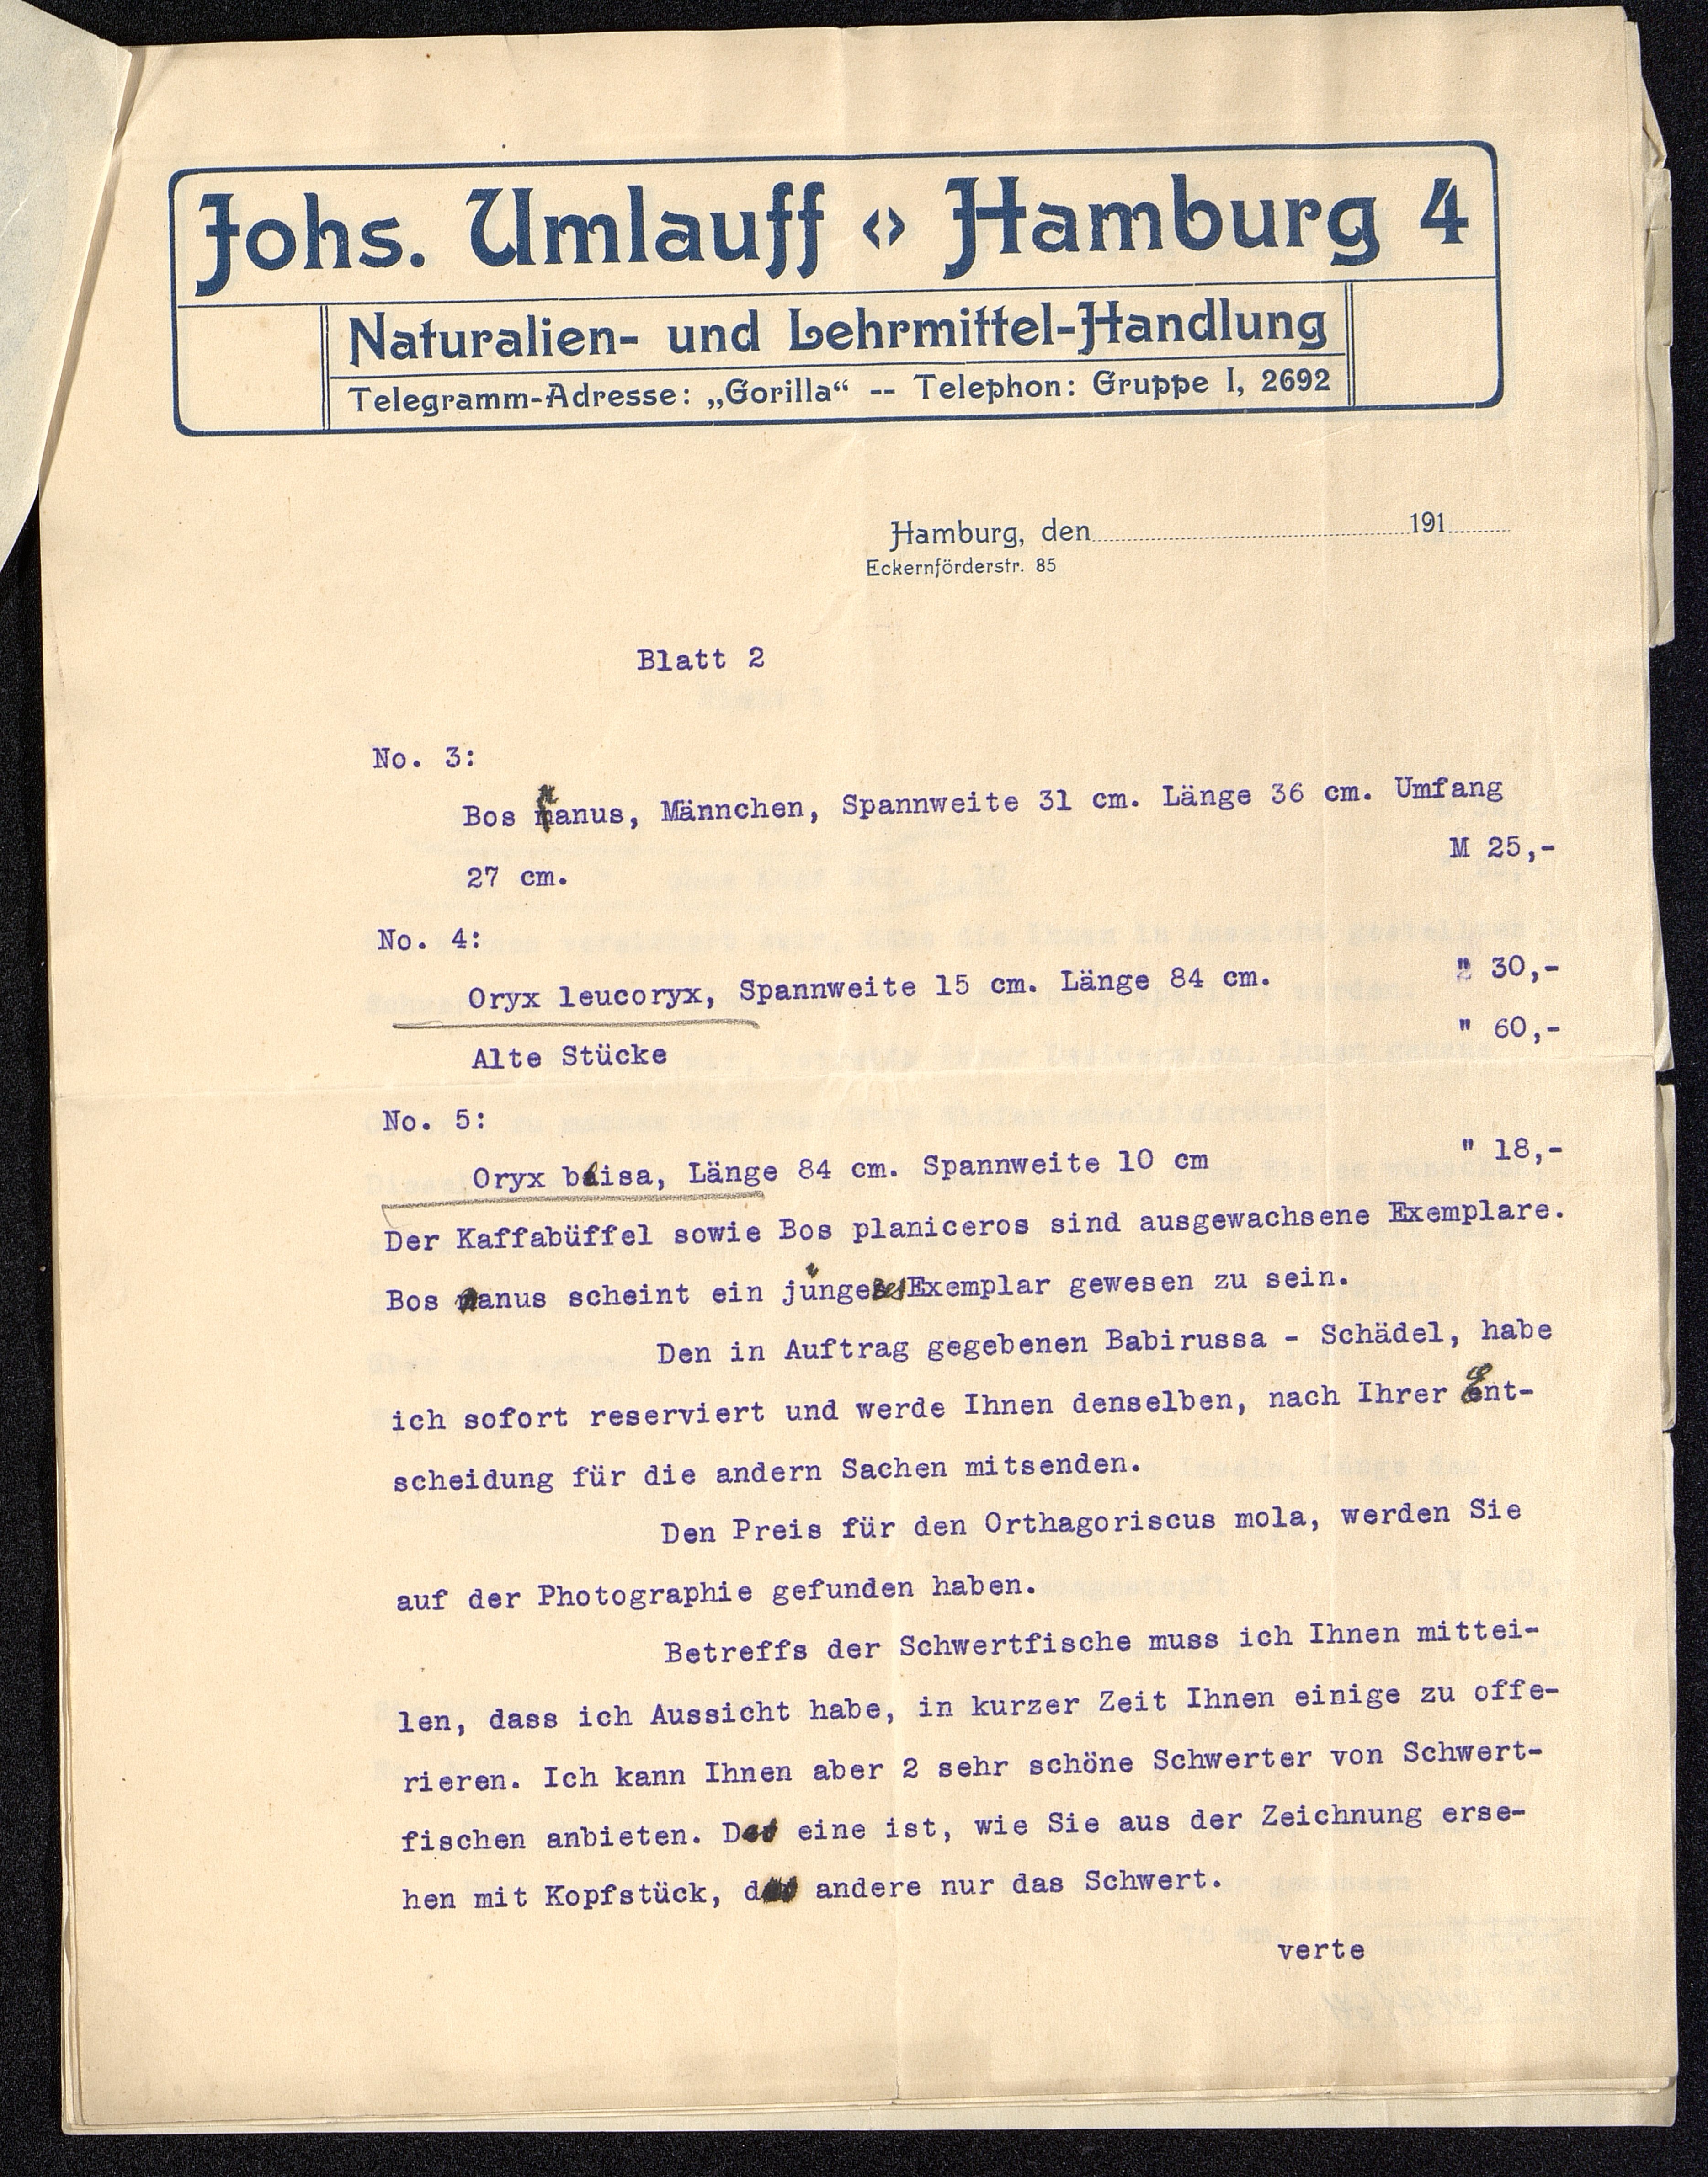 Johs. Umlauff <> Hamburg 4
Naturalien- und Lehrmittel-Handlung
Telegramm-Adresse: „Gorilla“ -- Telephon: Gruppe I, 2692
Hamburg, den 191
Eckernförderstr. 85
Blatt 2
No. 3:
Bos nanus, Männchen, Spannweite 31 cm. Länge 36 cm. Umfang
27 cm. M 25,-
No. 4:
Oryx leucoryx, Spannweite 15 cm. Länge 84 cm. " 30,-
Alte Stücke " 60,-
No. 5:
Oryx beisa, Länge 84 cm. Spannweite 10 cm " 18,-
Der Kaffabüffel sowie Bos planiceros sind ausgewachsene Exemplare.
Bos nanus scheint ein junges Exemplar gewesen zu sein.
Den in Auftrag gegebenen Babirussa - Schädel, habe
ich sofort reserviert und werde Ihnen denselben, nach Ihrer Ent-
scheidung für die andern Sachen mitsenden.
Den Preis für den Orthagoriscus mola, werden Sie
auf der Photographie gefunden haben.
Betreffs der Schwertfische muss ich Ihnen mittei-
len, dass ich Aussicht habe, in kurzer Zeit Ihnen einige zu offe-
rieren. Ich kann Ihnen aber 2 sehr schöne Schwerter von Schwert-
fischen anbieten. Das eine ist, wie Sie aus der Zeichnung erse-
hen mit Kopfstück, das andere nur das Schwert.
verte